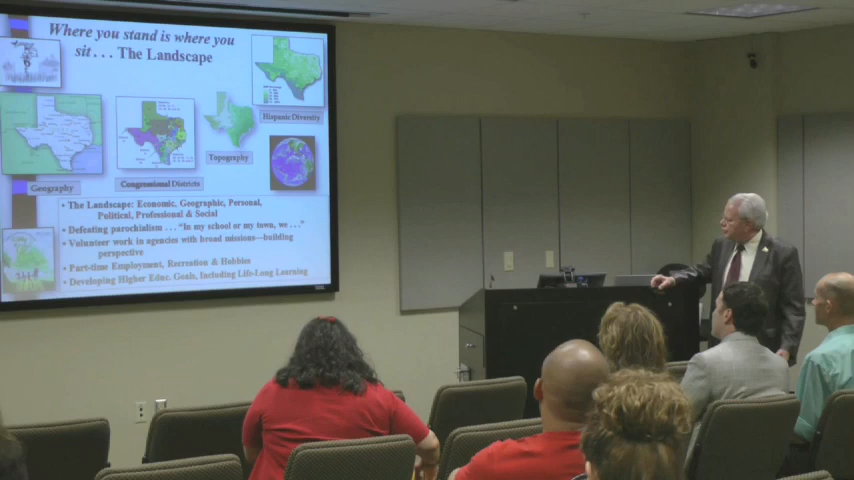 Where you stand is where you
sit . . . The Landscape
Hispanic Diversity
Topography
Geography
Congressional Districts
• The Landscape: Economic, Geographic, Personal,
Political, Professional & Social
• Defeating parochialism . . . "In my school or my town, we . . ."
• Volunteer work in agencies with broad missions—building
perspective
• Part-time Employment, Recreation & Hobbies
• Developing Higher Educ. Goals, Including Life-Long Learning